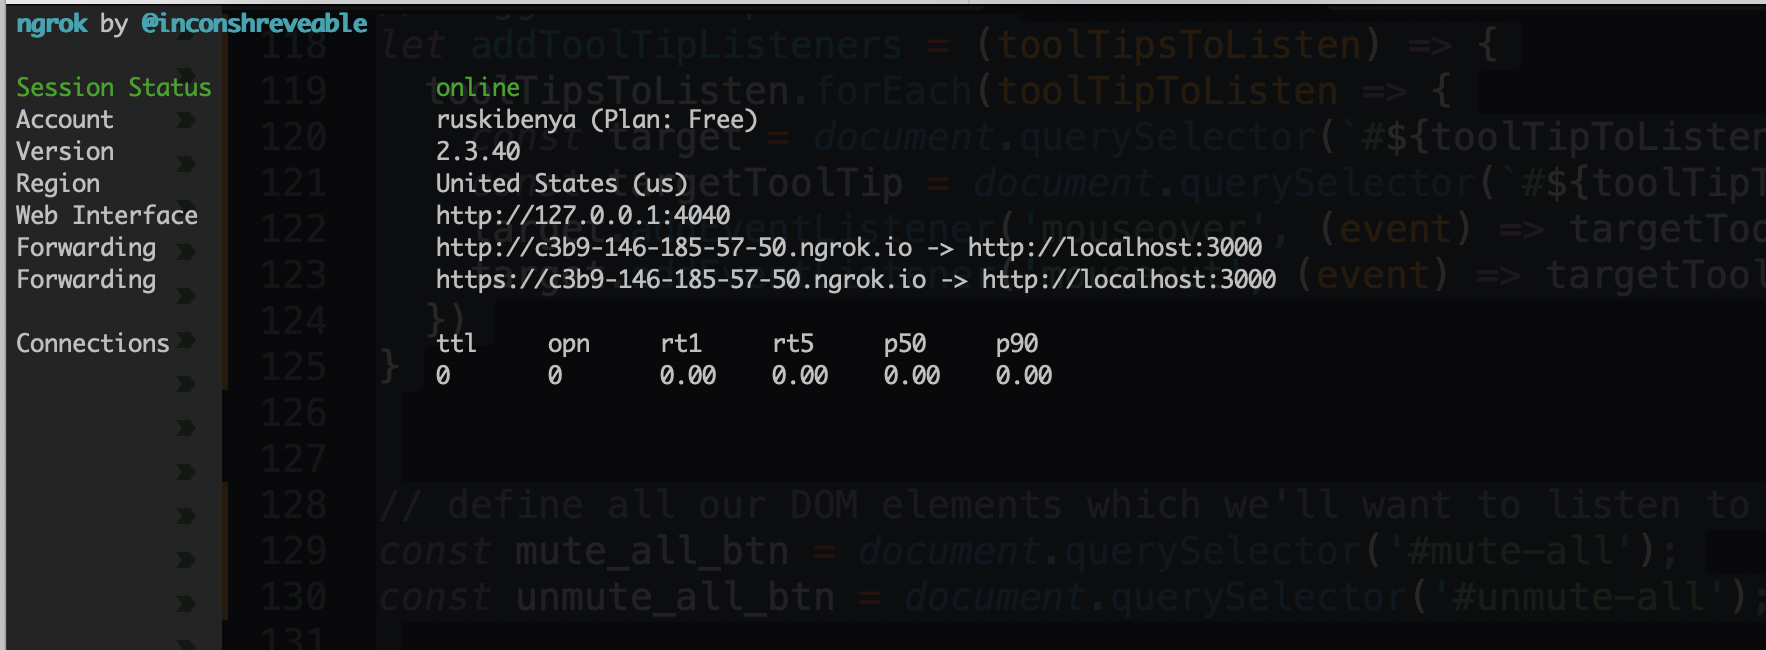 ngrok by @inconshreveable
118 let addToolTipListeners = (toolTipsToListen) => {
Session Status online
119 toolTipsToListen.forEach(toolTipToListen => {
Account ruskibenya (Plan: Free)
120 const target = document.querySelector(`#${toolTipToListen
Version 2.3.40
Region United States (us)
121 targetToolTip = document.querySelector(`#${toolTipT
Web Interface http://127.0.0.1:4040
122 'mouseover', (event) => targetToo
Forwarding http://c3b9-146-185-57-50.ngrok.io -> http://localhost:3000
123 (event) => targetTool
Forwarding https://c3b9-146-185-57-50.ngrok.io -> http://localhost:3000
124 })
Connections ttl opn rt1 rt5 p50 p90
125 }
0 0 0.00 0.00 0.00 0.00
126
127
128 // define all our DOM elements which we'll want to listen to
129 const mute_all_btn = document.querySelector('#mute-all');
130 const unmute_all_btn = document.querySelector('#unmute-all');
131